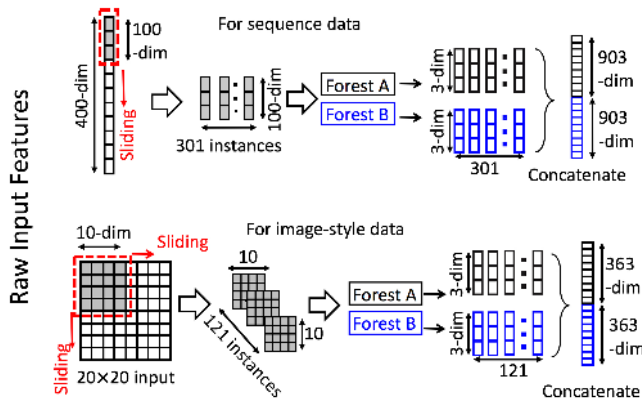 Raw Input Features
For sequence data
100
-dim
400-dim
Sliding
301 instances
100-dim
Forest A
Forest B
3-dim
3-dim
301
903
-dim
903
-dim
Concatenate
For image-style data
10-dim
Sliding
Sliding
20×20 input
10
10
121 instances
Forest A
Forest B
3-dim
3-dim
121
363
-dim
363
-dim
Concatenate